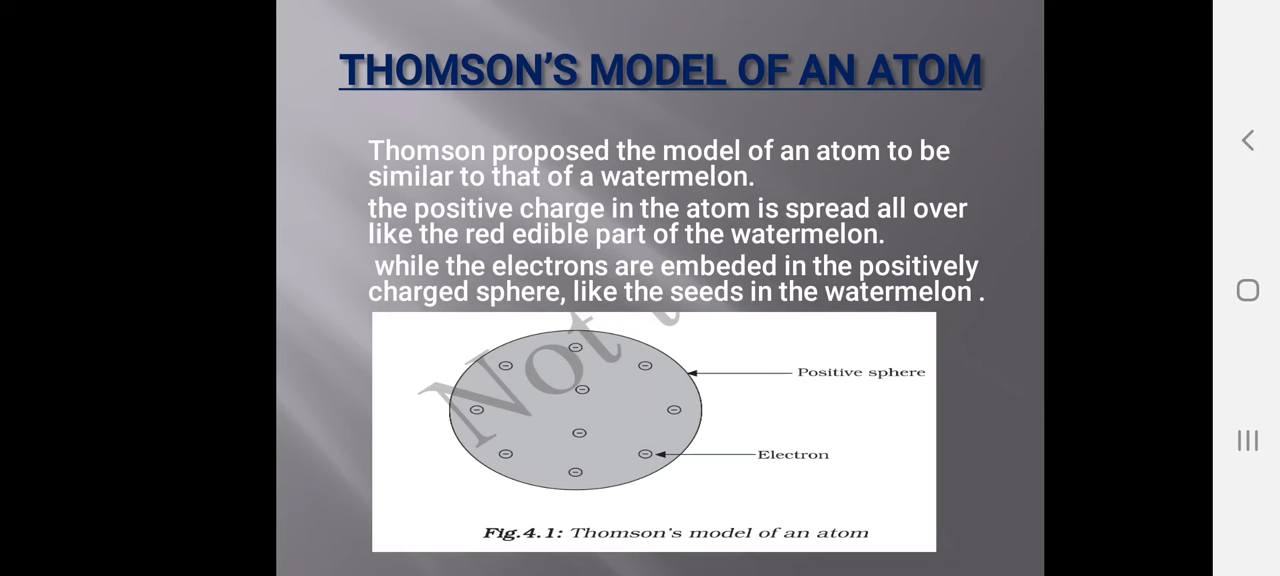 THOMSON'S MODEL OF AN ATOM
Thomson proposed the model of an atom to be
similar to that of a watermelon.
the positive charge in the atom is spread all over
like the red edible part of the watermelon.
while the electrons are embeded in the positively
charged sphere, like the seeds in the watermelon .
Not
Positive sphere
Electron
Fig.4.1: Thomson's model of an atom